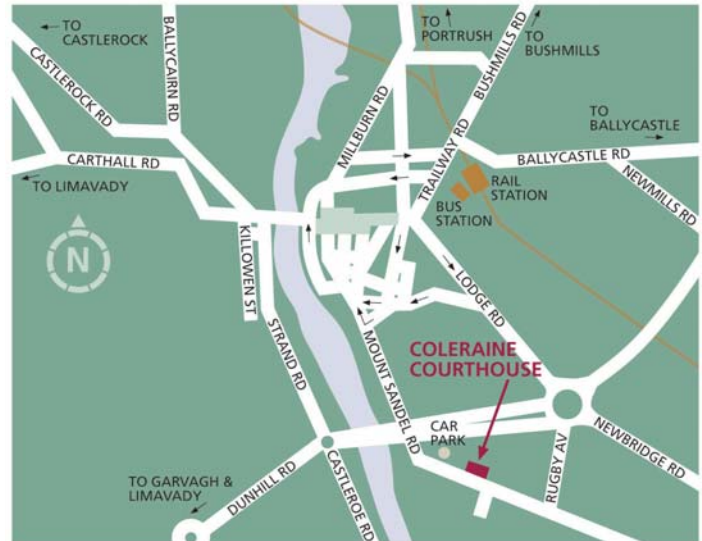 TO
CASTLEROCK
BALLYCAIRN RD
CASTLEROCK RD
TO
PORTRUSH
TO
BUSHMILLS
BUSHMILLS RD
MILLBURN RD
TRAILWAY RD
TO
BALLYCASTLE
BALLYCASTLE RD
NEWMILLS RD
CARTHALL RD
TO LIMAVADY
RAIL
STATION
BUS
STATION
N
KILLOWEN ST
STRAND RD
LODGE RD
MOUNT SANDEL RD
COLERAINE
COURTHOUSE
CAR
PARK
RUGBY AV
NEWBRIDGE RD
TO GARVAGH &
LIMAVADY
DUNHILL RD
CASTLEROE RD